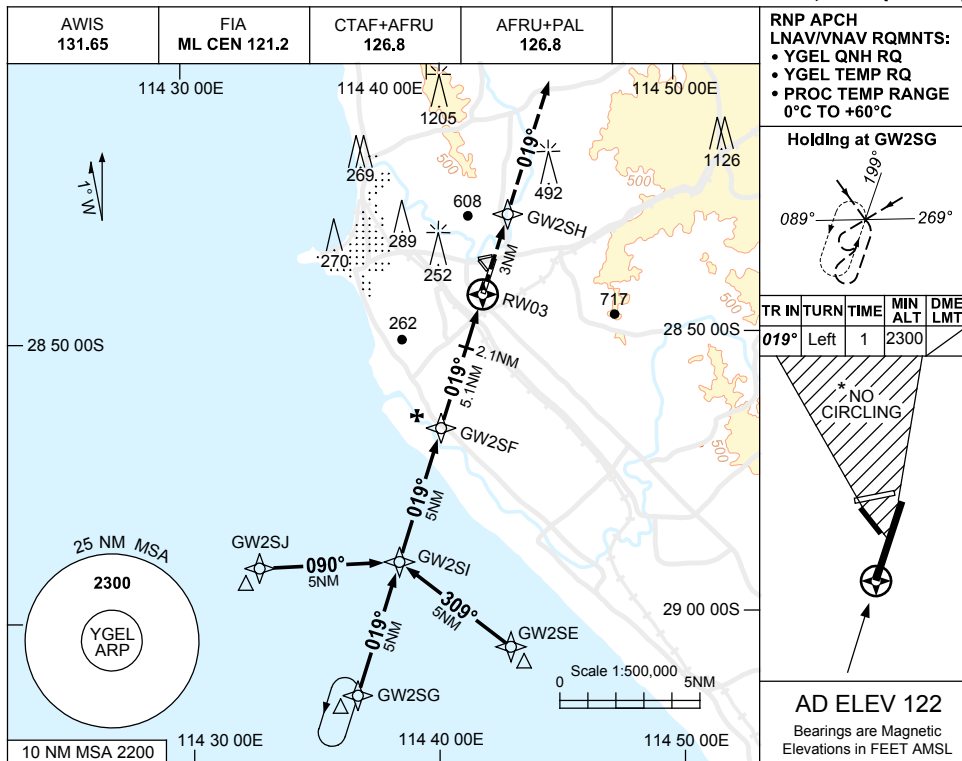 AWIS
131.65
FIA
ML CEN 121.2
CTAF+AFRU
126.8
AFRU+PAL
126.8
RNP APCH
LNAV/VNAV RQMNTS:
• YGEL QNH RQ
• YGEL TEMP RQ
• PROC TEMP RANGE
0°C TO +60°C
114 30 00E
114 40 00E
114 50 00E
1° W
1205
500
269
019°
492
500
1126
608
GW2SH
289
270
252
3NM
RW03
717
262
2.1NM
28 50 00S
28 50 00S
019°
5.1NM
GW2SF
500
019°
5NM
25 NM MSA
2300
YGEL
ARP
GW2SJ
090°
5NM
GW2SI
309°
5NM
GW2SE
019°
5NM
GW2SG
29 00 00S
Scale 1:500,000
0
5NM
10 NM MSA 2200
114 30 00E
114 40 00E
114 50 00E
Holding at GW2SG
199°
089°
269°
TR IN TURN TIME MIN ALT DME LMT
019° Left 1 2300
* NO
CIRCLING
AD ELEV 122
Bearings are Magnetic
Elevations in FEET AMSL